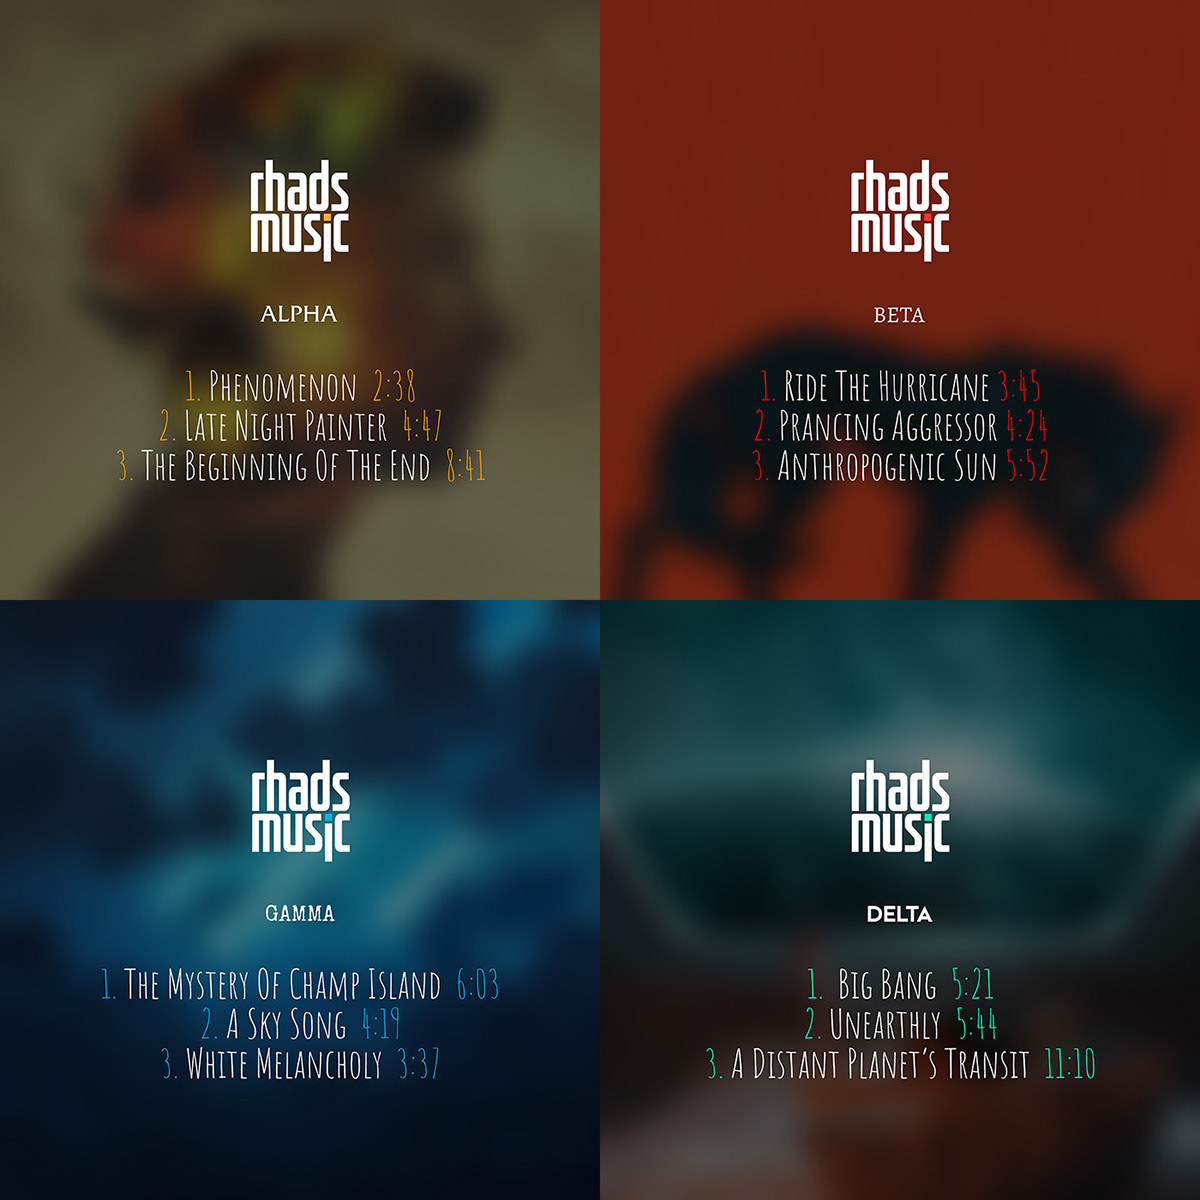 rhads
music
ALPHA
1. Phenomenon 2:38
2. Late Night Painter 4:47
3. The Beginning Of The End 8:41
rhads
music
BETA
1. Ride The Hurricane 3:45
2. Prancing Aggressor 4:24
3. Anthropogenic Sun 5:52
rhads
music
GAMMA
1. The Mystery Of Champ Island 6:03
2. A Sky Song 4:19
3. White Melancholy 3:37
rhads
music
DELTA
1. Big Bang 5:21
2. Unearthly 5:44
3. A Distant Planet's Transit 11:10